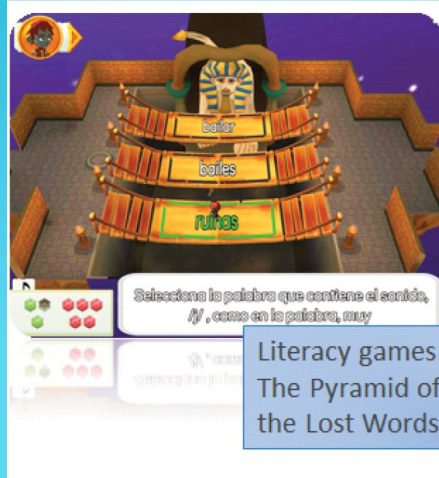 bailar
bailes
ruinas
Selecciona la palabra que contiene el sonido,
/j/ , como en la palabra, muy
Literacy games
The Pyramid of
the Lost Words